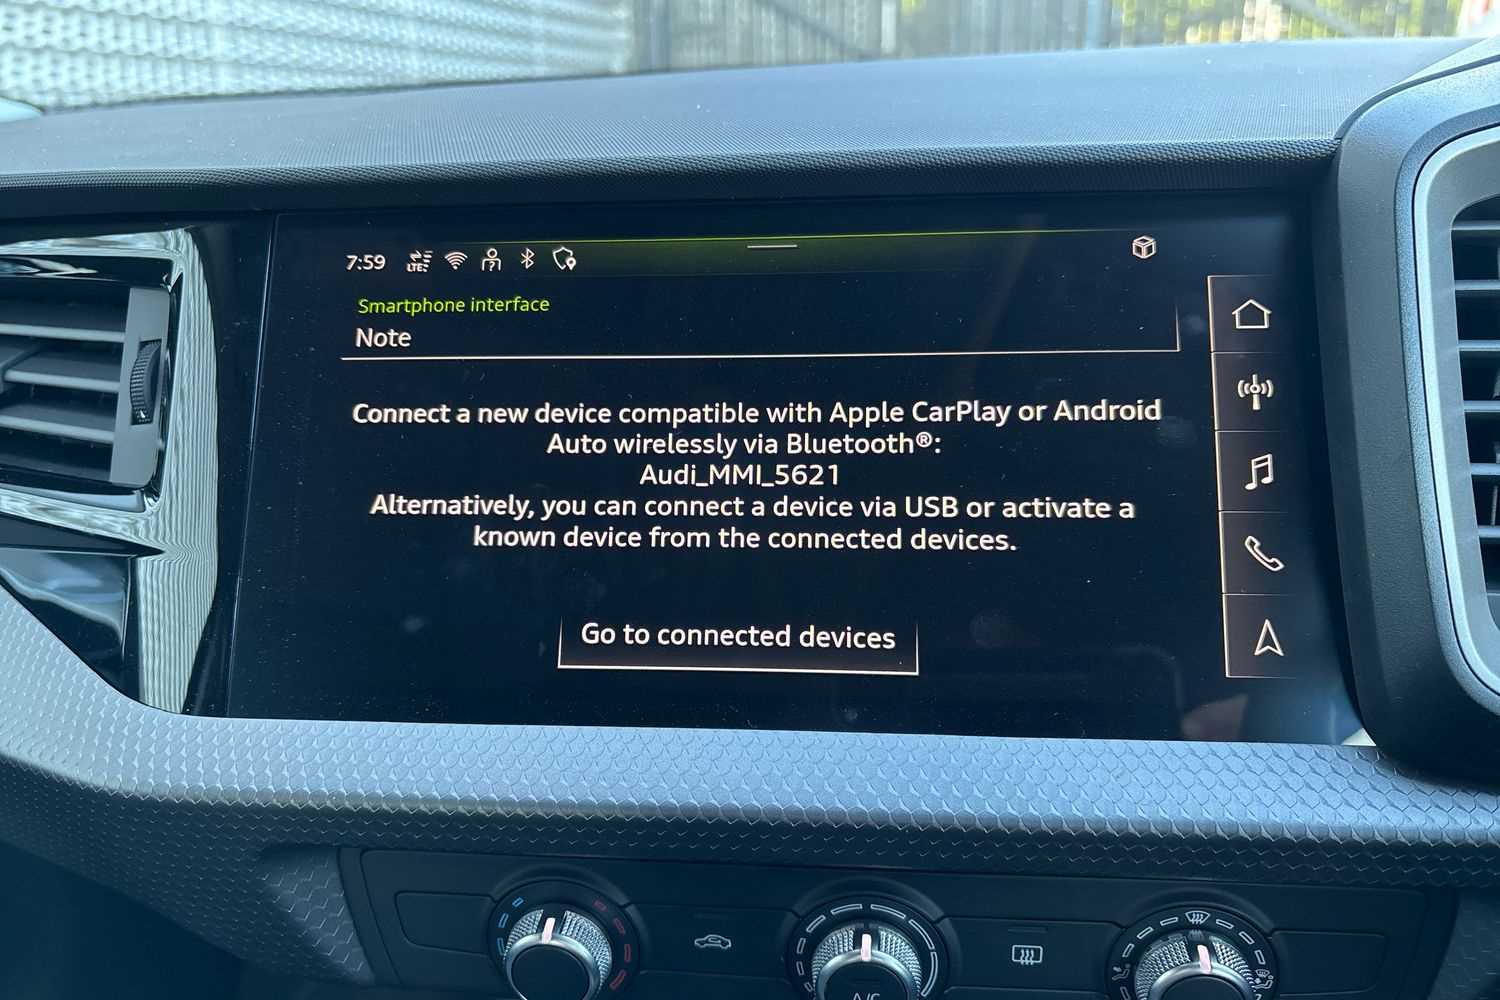 7:59
LTE
Smartphone interface
Note
Connect a new device compatible with Apple CarPlay or Android
Auto wirelessly via Bluetooth®:
Audi_MMI_5621
Alternatively, you can connect a device via USB or activate a
known device from the connected devices.
Go to connected devices
A/C